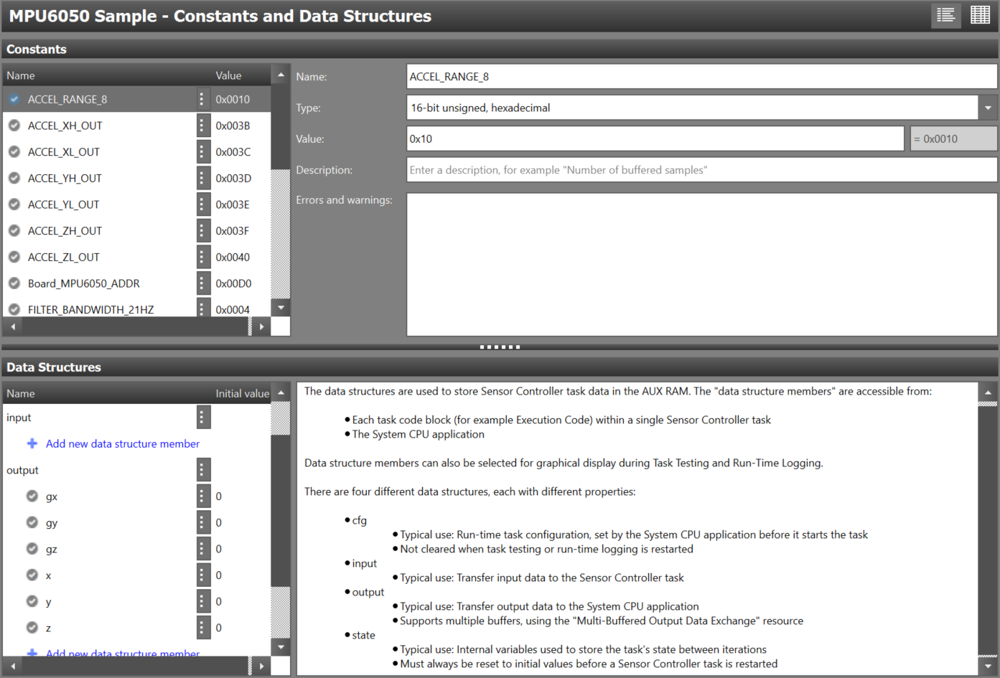 MPU6050 Sample - Constants and Data Structures
Constants
Name Value
ACCEL_RANGE_8 0x0010
ACCEL_XH_OUT 0x003B
ACCEL_XL_OUT 0x003C
ACCEL_YH_OUT 0x003D
ACCEL_YL_OUT 0x003E
ACCEL_ZH_OUT 0x003F
ACCEL_ZL_OUT 0x0040
Board_MPU6050_ADDR 0x00D0
FILTER_BANDWIDTH_21HZ 0x0004
Name: ACCEL_RANGE_8
Type: 16-bit unsigned, hexadecimal
Value: 0x10 = 0x0010
Description: Enter a description, for example "Number of buffered samples"
Errors and warnings:
Data Structures
Name Initial value
input
Add new data structure member
output
gx 0
gy 0
gz 0
x 0
y 0
z 0
Add new data structure member
The data structures are used to store Sensor Controller task data in the AUX RAM. The "data structure members" are accessible from:
• Each task code block (for example Execution Code) within a single Sensor Controller task
• The System CPU application
Data structure members can also be selected for graphical display during Task Testing and Run-Time Logging.
There are four different data structures, each with different properties:
• cfg
• Typical use: Run-time task configuration, set by the System CPU application before it starts the task
• Not cleared when task testing or run-time logging is restarted
• input
• Typical use: Transfer input data to the Sensor Controller task
• output
• Typical use: Transfer output data to the System CPU application
• Supports multiple buffers, using the "Multi-Buffered Output Data Exchange" resource
• state
• Typical use: Internal variables used to store the task's state between iterations
• Must always be reset to initial values before a Sensor Controller task is restarted